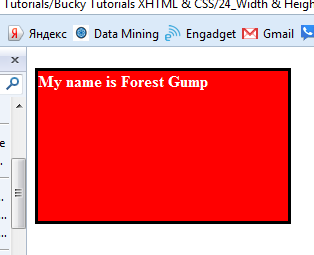 Tutorials/Bucky Tutorials XHTML & CSS/24_Width & Heigh
Яндекс Data Mining Engadget Gmail
My name is Forest Gump